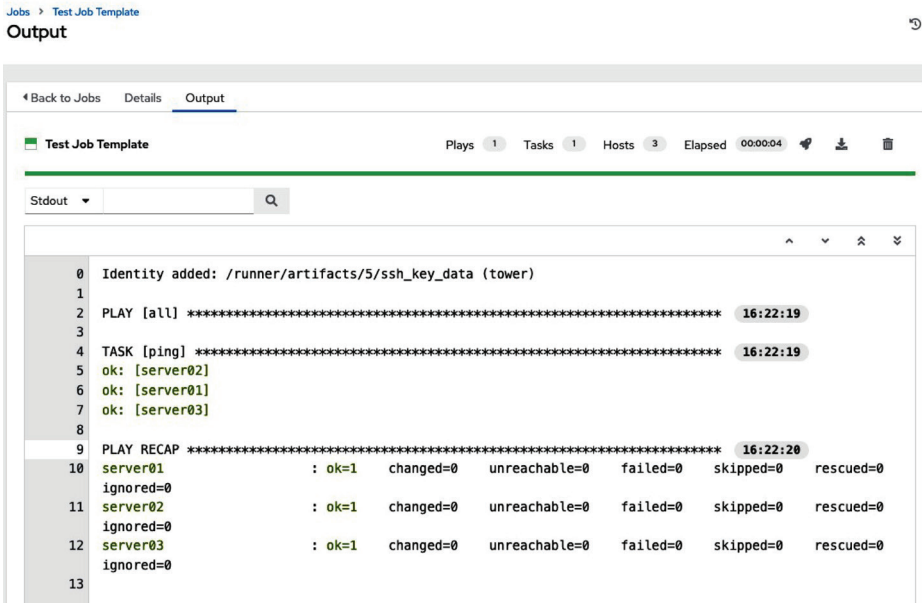 Jobs > Test Job Template
Output
Back to Jobs Details Output
Test Job Template Plays 1 Tasks 1 Hosts 3 Elapsed 00:00:04
Stdout
0 Identity added: /runner/artifacts/5/ssh_key_data (tower)
1
2 PLAY [all] ********************************************************************* 16:22:19
3
4 TASK [ping] ******************************************************************** 16:22:19
5 ok: [server02]
6 ok: [server01]
7 ok: [server03]
8
9 PLAY RECAP ********************************************************************* 16:22:20
10 server01 : ok=1 changed=0 unreachable=0 failed=0 skipped=0 rescued=0
ignored=0
11 server02 : ok=1 changed=0 unreachable=0 failed=0 skipped=0 rescued=0
ignored=0
12 server03 : ok=1 changed=0 unreachable=0 failed=0 skipped=0 rescued=0
ignored=0
13